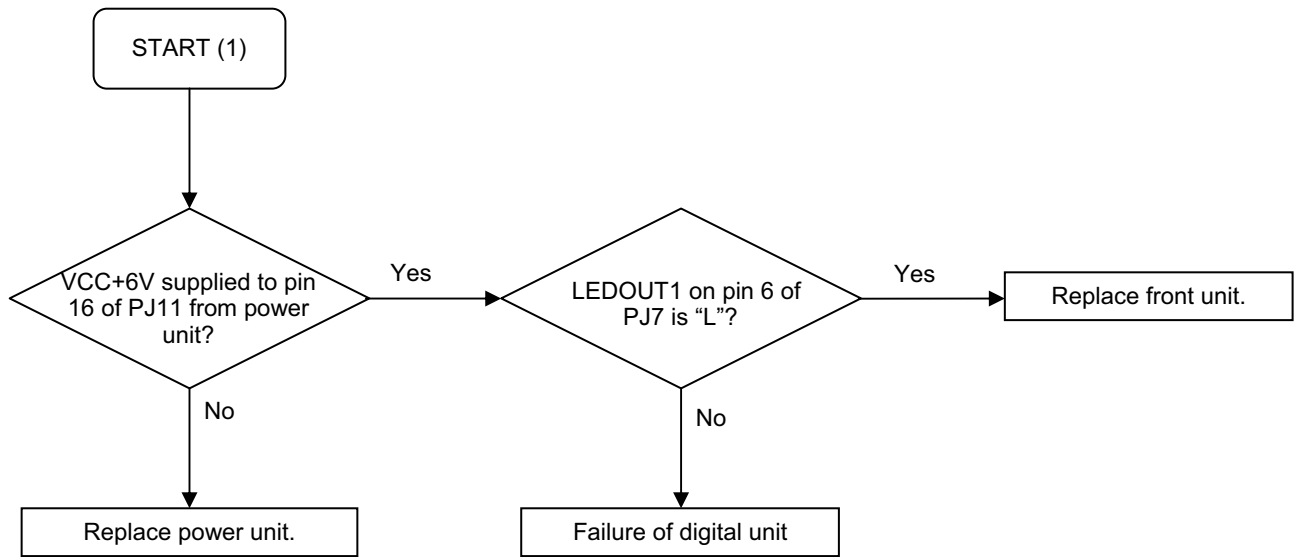 START (1)
VCC+6V supplied to pin
16 of PJ11 from power
unit?
Yes
LEDOUT1 on pin 6 of
PJ7 is “L”?
Yes
Replace front unit.
No
No
Replace power unit.
Failure of digital unit